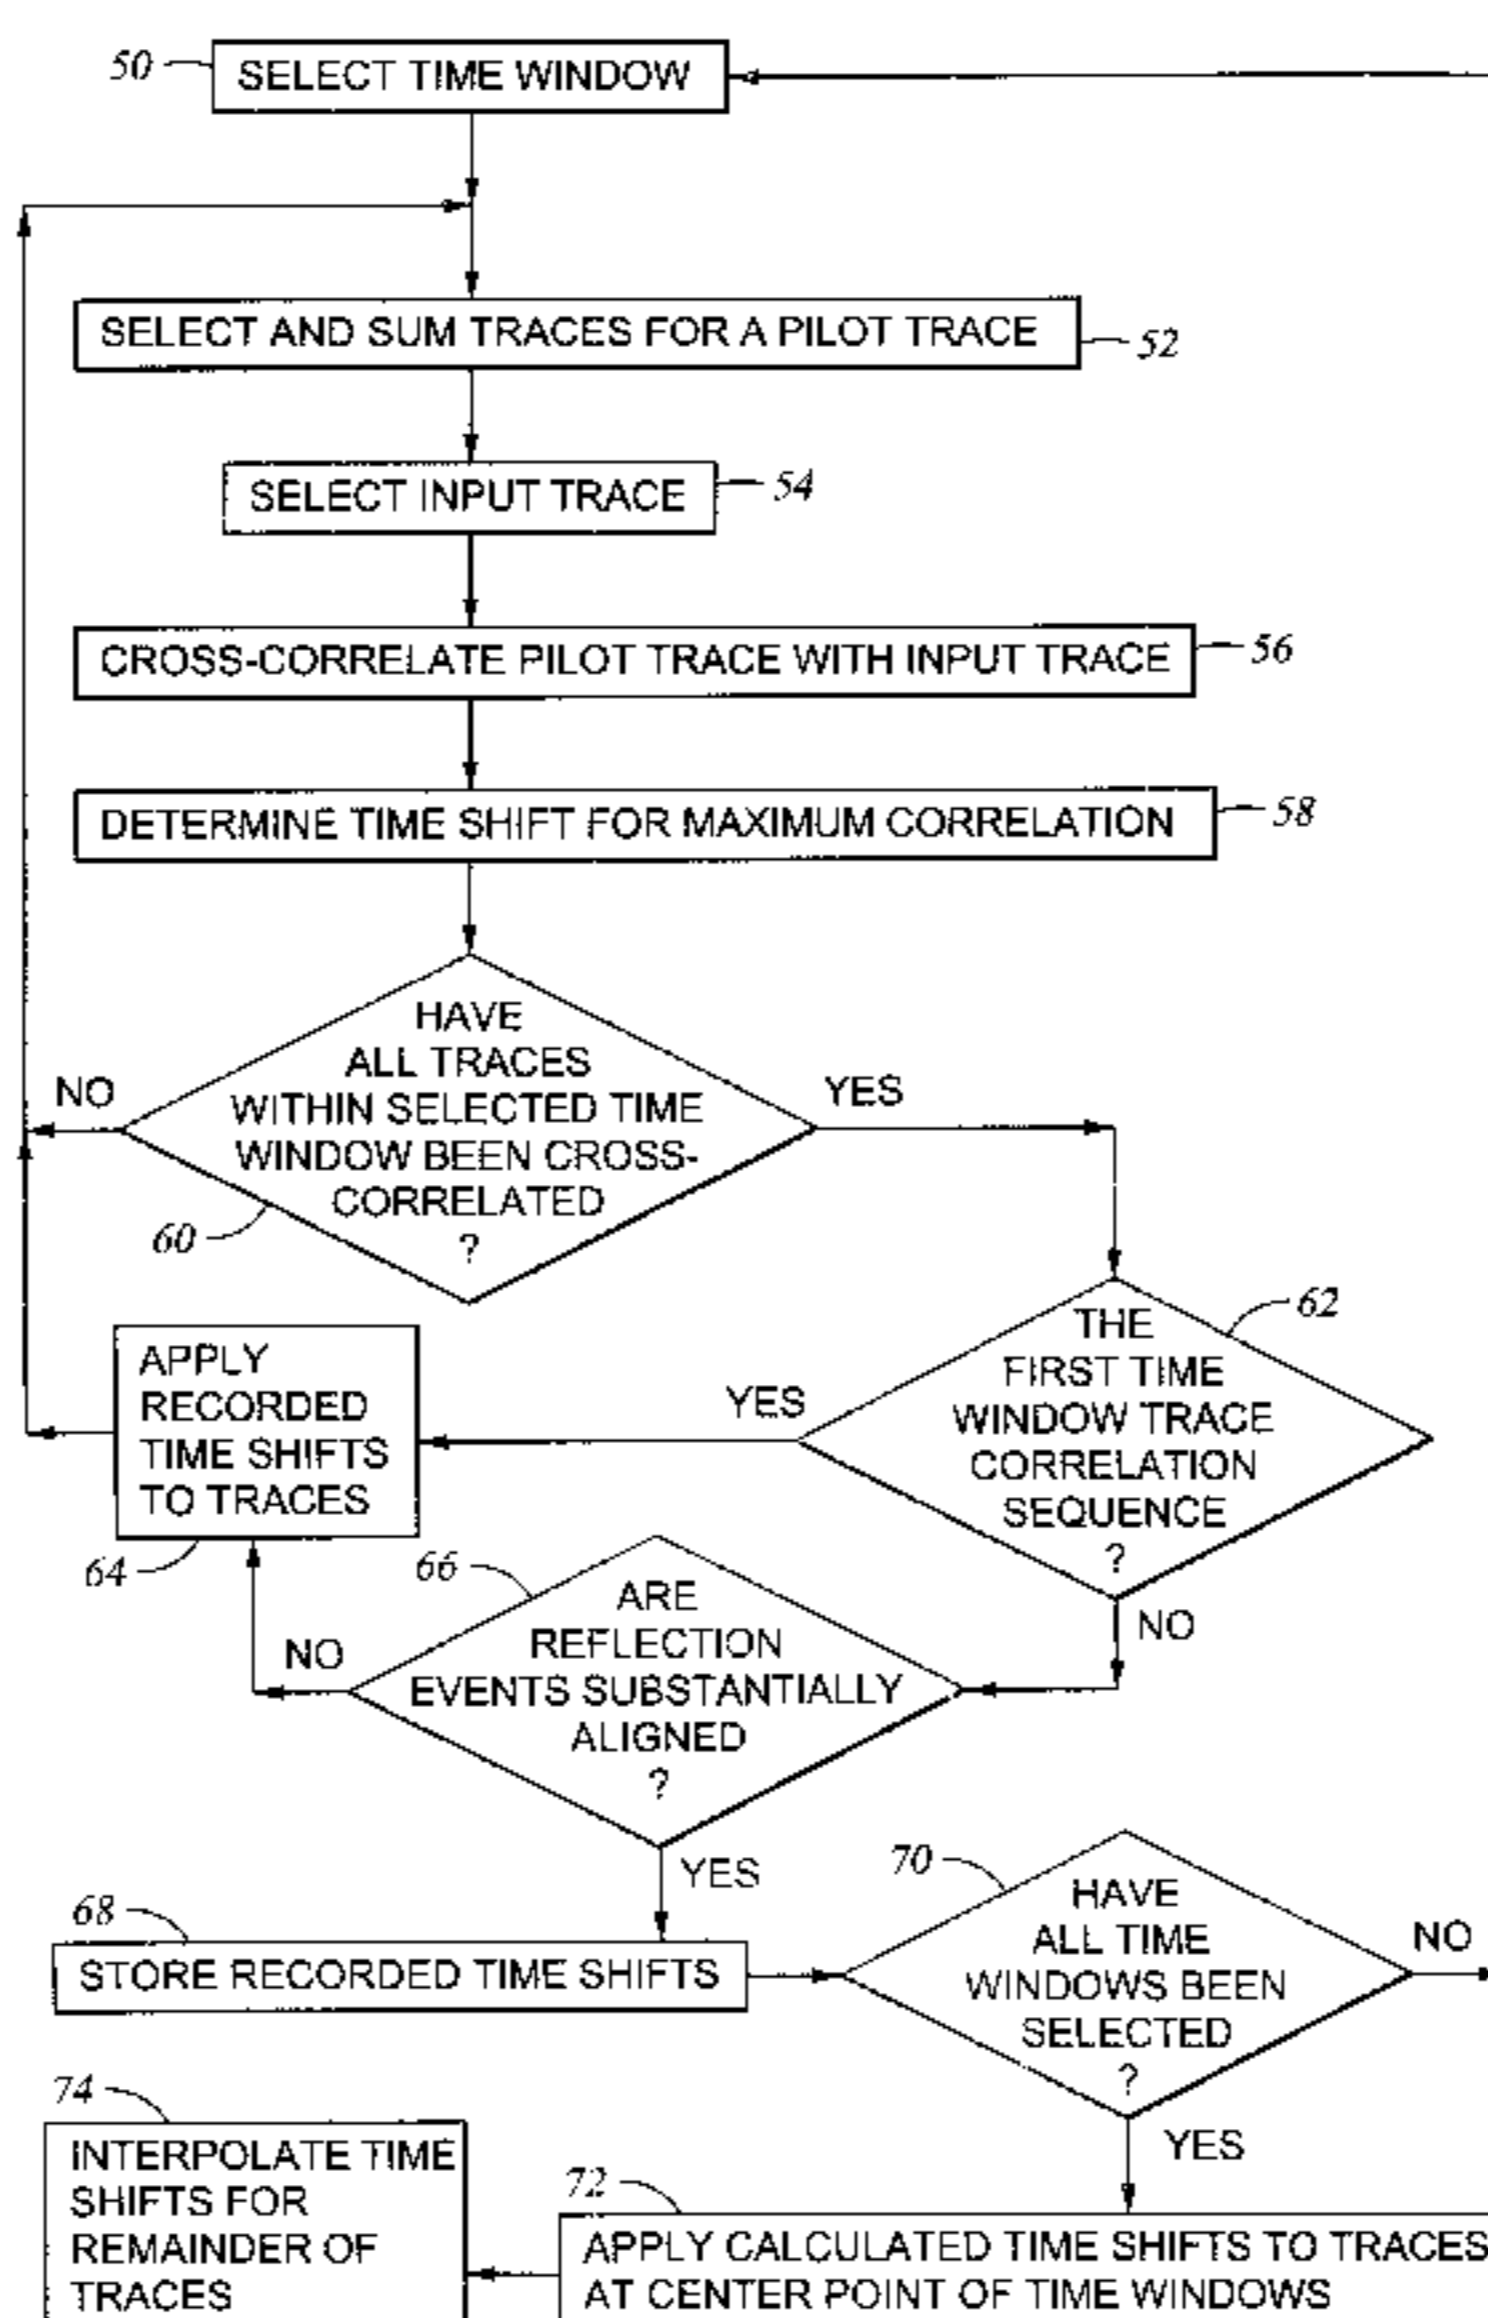 50
SELECT TIME WINDOW
SELECT AND SUM TRACES FOR A PILOT TRACE
52
SELECT INPUT TRACE
54
CROSS-CORRELATE PILOT TRACE WITH INPUT TRACE
56
DETERMINE TIME SHIFT FOR MAXIMUM CORRELATION
58
HAVE
ALL TRACES
WITHIN SELECTED TIME
WINDOW BEEN CROSS-
CORRELATED
?
NO
YES
60
62
THE
FIRST TIME
WINDOW TRACE
CORRELATION
SEQUENCE
?
YES
NO
APPLY
RECORDED
TIME SHIFTS
TO TRACES
64
66
ARE
REFLECTION
EVENTS SUBSTANTIALLY
ALIGNED
?
NO
YES
68
STORE RECORDED TIME SHIFTS
70
HAVE
ALL TIME
WINDOWS BEEN
SELECTED
?
NO
YES
74
INTERPOLATE TIME
SHIFTS FOR
REMAINDER OF
TRACES
72
APPLY CALCULATED TIME SHIFTS TO TRACES
AT CENTER POINT OF TIME WINDOWS